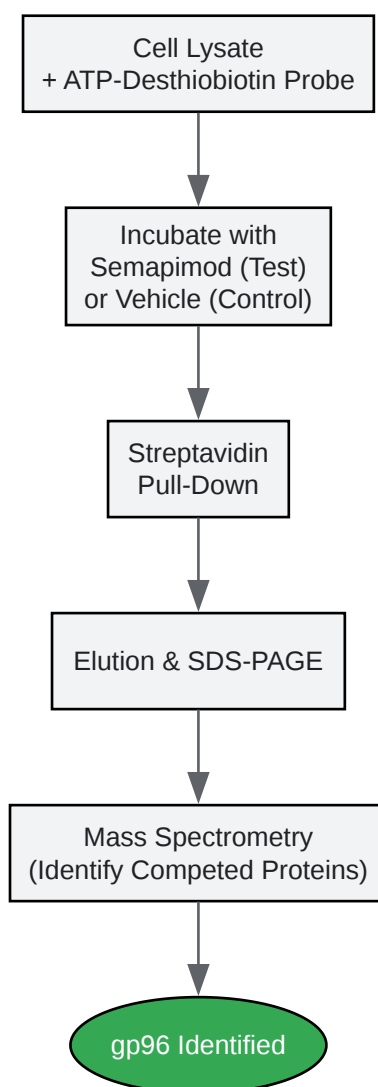 Cell Lysate
+ ATP-Desthiobiotin Probe
Incubate with
Semapimod (Test)
or Vehicle (Control)
Streptavidin
Pull-Down
Elution & SDS-PAGE
Mass Spectrometry
(Identify Competed Proteins)
gp96 Identified